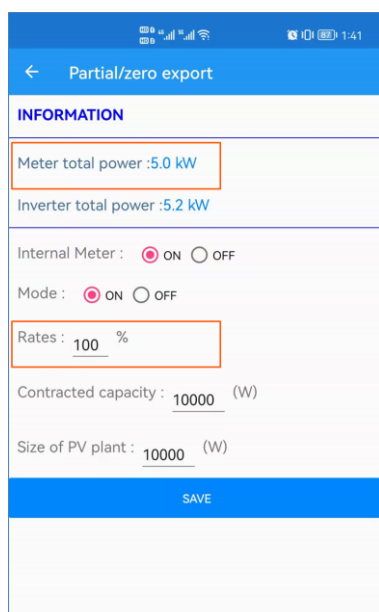 1:41
Partial/zero export
INFORMATION
Meter total power :5.0 kW
Inverter total power :5.2 kW
Internal Meter : ON OFF
Mode : ON OFF
Rates : 100 %
Contracted capacity : 10000 (W)
Size of PV plant : 10000 (W)
SAVE